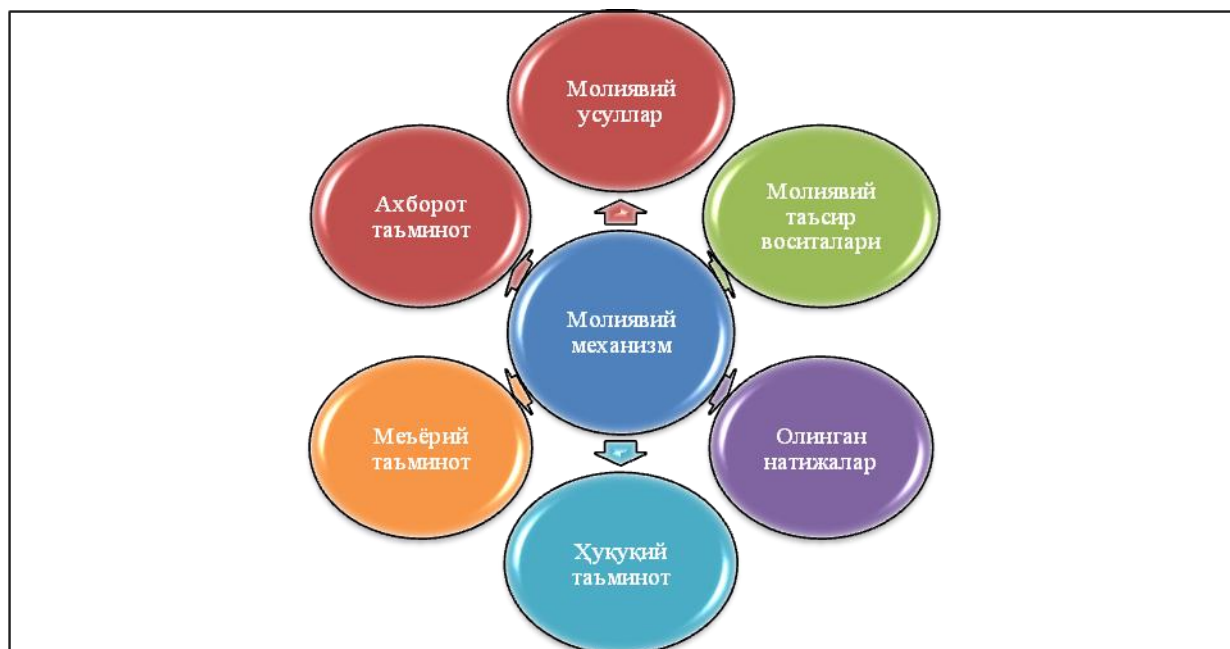 Молиявий
усуллар
Ахборот
таъминот
Молиявий
таъсир
воситалари
Молиявий
механизм
Меъёрий
таъминот
Олинган
натижалар
Ҳуқуқий
таъминот